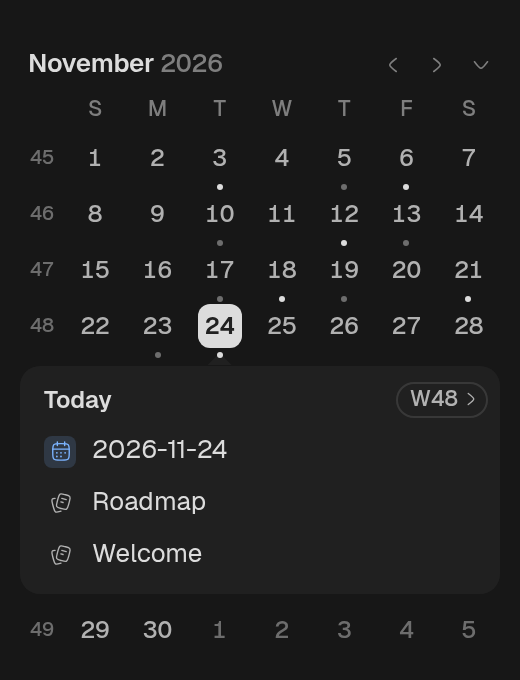 November 2026
S M T W T F S
45 1 2 3 4 5 6 7
46 8 9 10 11 12 13 14
47 15 16 17 18 19 20 21
48 22 23 24 25 26 27 28
Today W48
2026-11-24
Roadmap
Welcome
49 29 30 1 2 3 4 5